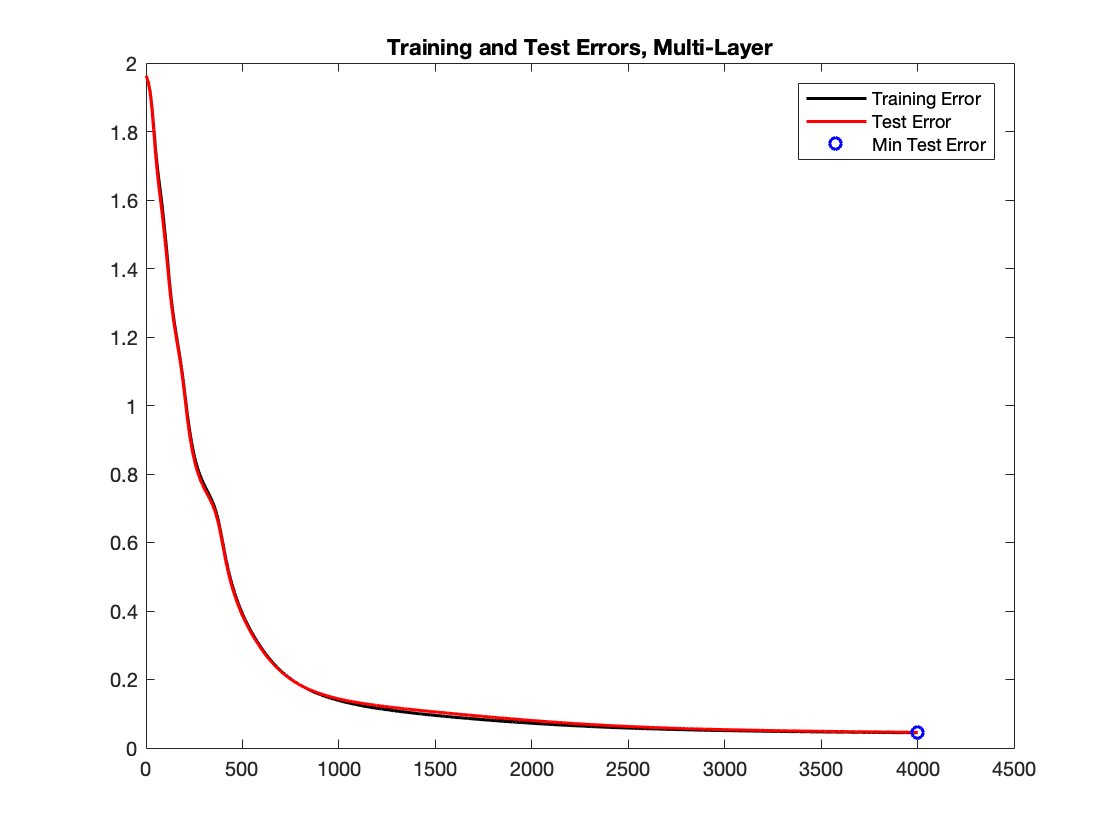 Training and Test Errors, Multi-Layer
2
1.8
1.6
1.4
1.2
1
0.8
0.6
0.4
0.2
0
Training Error
Test Error
Min Test Error
0 500 1000 1500 2000 2500 3000 3500 4000 4500